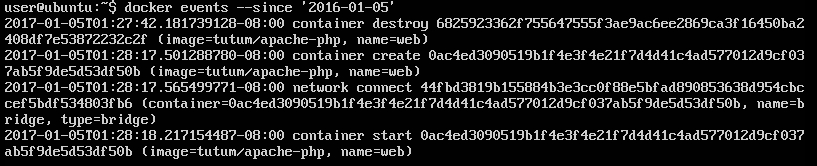 user@ubuntu:~$ docker events --since '2016-01-05'
2017-01-05T01:27:42.181739128-08:00 container destroy 6825923362f755647555f3ae9ac6ee2869ca3f16450ba2
408df7e53872232c2f (image=tutum/apache-php, name=web)
2017-01-05T01:28:17.501288780-08:00 container create 0ac4ed3090519b1f4e3f4e21f7d4d41c4ad577012d9cf03
7ab5f9de5d53df50b (image=tutum/apache-php, name=web)
2017-01-05T01:28:17.565499771-08:00 network connect 44fbd3819b155884b3e3cc0f88e5bfad890853638d954cbc
cef5bdf534803fb6 (container=0ac4ed3090519b1f4e3f4e21f7d4d41c4ad577012d9cf037ab5f9de5d53df50b, name=b
ridge, type=bridge)
2017-01-05T01:28:18.217154487-08:00 container start 0ac4ed3090519b1f4e3f4e21f7d4d41c4ad577012d9cf037
ab5f9de5d53df50b (image=tutum/apache-php, name=web)